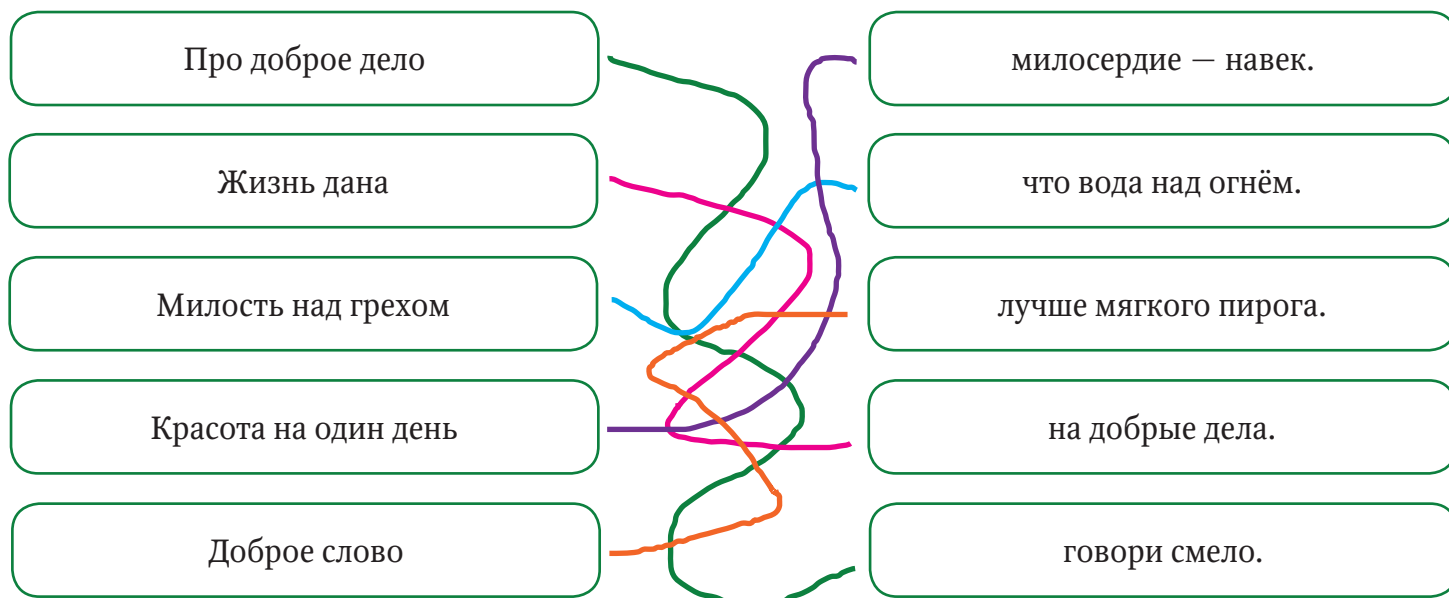 Про доброе дело
милосердие — навек.
Жизнь дана
что вода над огнём.
Милость над грехом
лучше мягкого пирога.
Красота на один день
на добрые дела.
Доброе слово
говори смело.